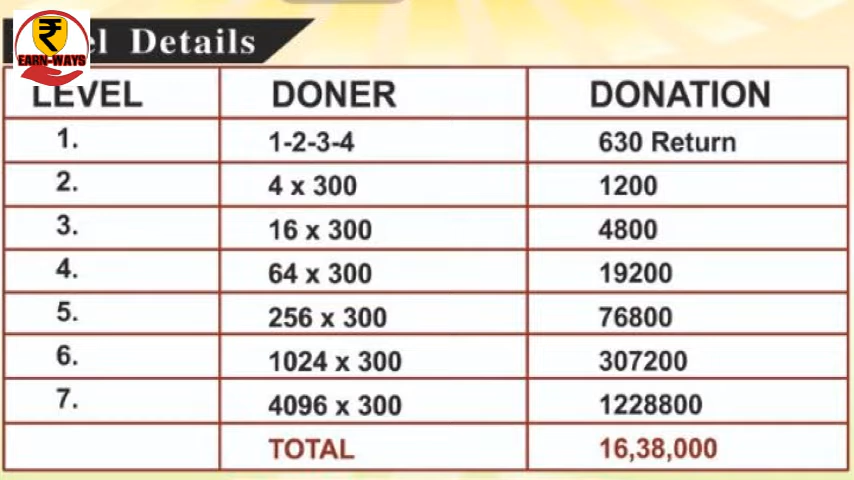 ₹
EARN-WAYS
el Details
LEVEL DONER DONATION
1. 1-2-3-4 630 Return
2. 4 x 300 1200
3. 16 x 300 4800
4. 64 x 300 19200
5. 256 x 300 76800
6. 1024 x 300 307200
7. 4096 x 300 1228800
TOTAL 16,38,000